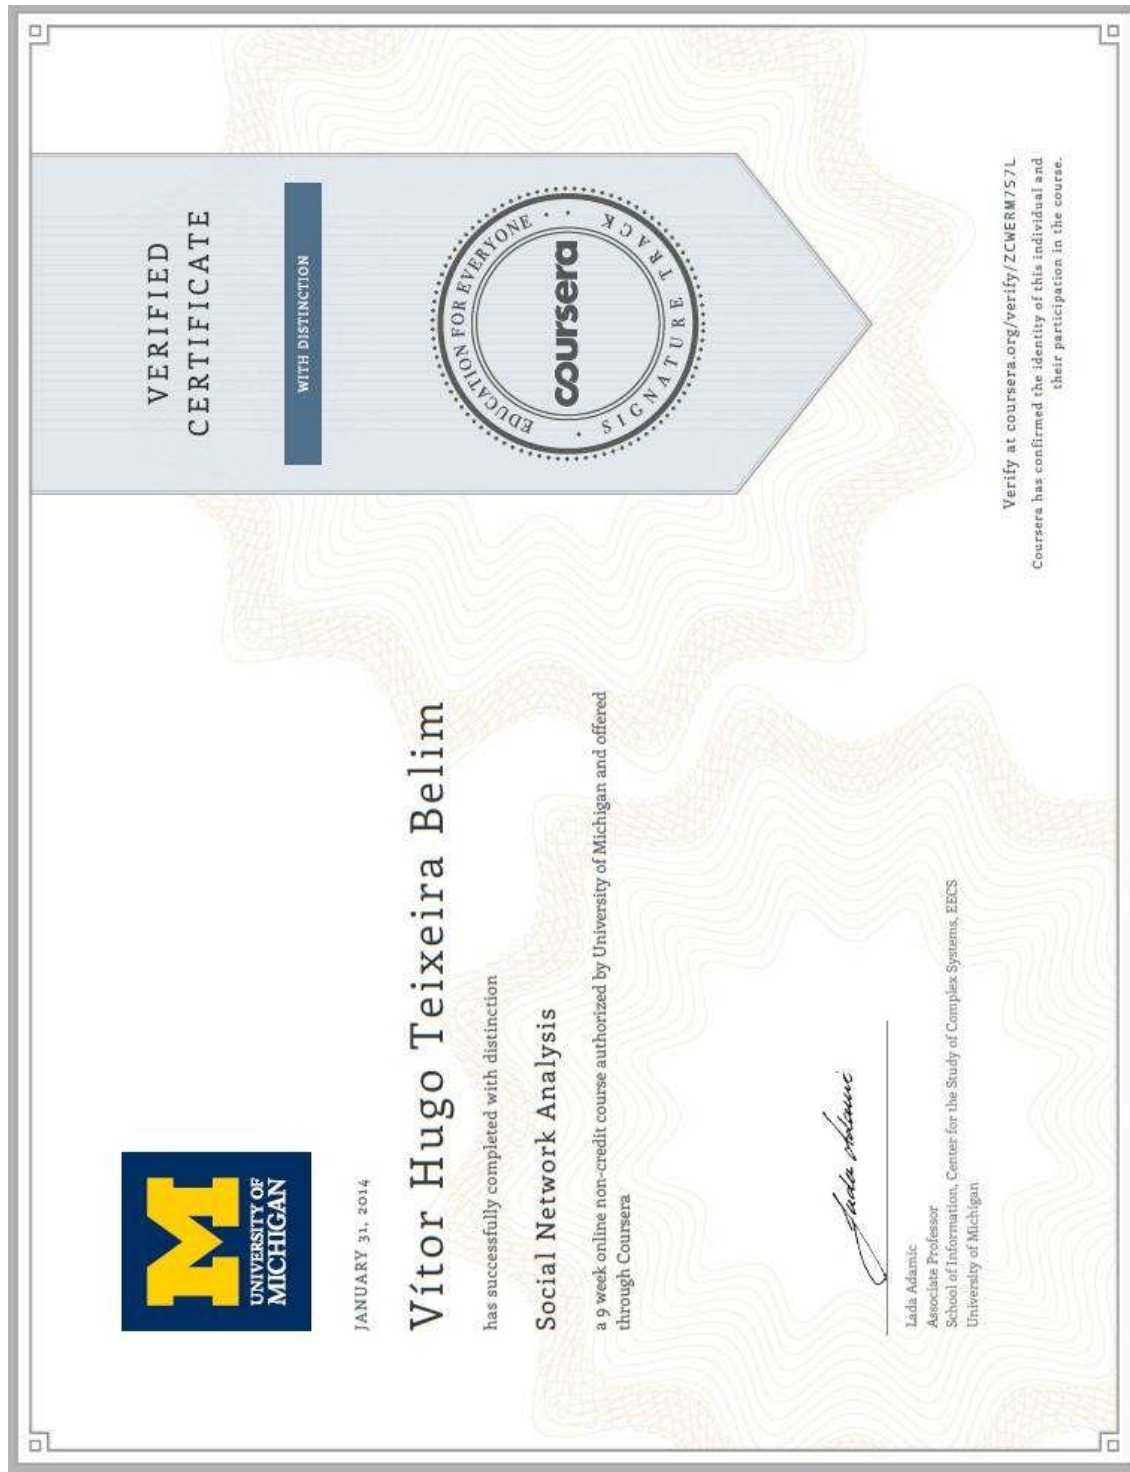 UNIVERSITY OF
MICHIGAN
JANUARY 31, 2014
Vítor Hugo Teixeira Belim
has successfully completed with distinction
Social Network Analysis
a 9 week online non-credit course authorized by University of Michigan and offered
through Coursera
Lada Adamic
Lada Adamic
Associate Professor
School of Information, Center for the Study of Complex Systems, EECS
University of Michigan
VERIFIED
CERTIFICATE
WITH DISTINCTION
EDUCATION FOR EVERYONE
coursera
SIGNATURE TRACK
Verify at coursera.org/verify/ZCWERM757L
Coursera has confirmed the identity of this individual and
their participation in the course.